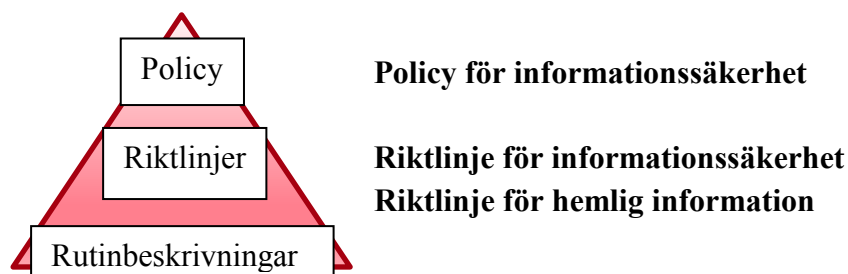 Policy
Policy för informationssäkerhet
Riktlinjer
Riktlinje för informationssäkerhet
Riktlinje för hemlig information
Rutinbeskrivningar